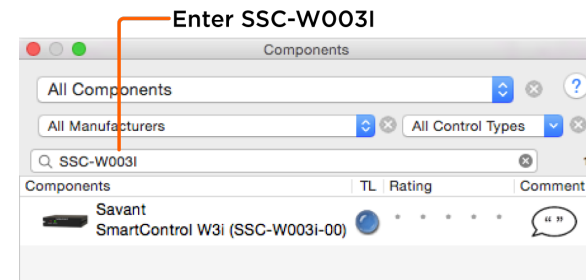 Enter SSC-W003I
Components
All Components
?
All Manufacturers
All Control Types
SSC-W003I
Components TL Rating Comment
Savant
SmartControl W3i (SSC-W003i-00)
“ ”